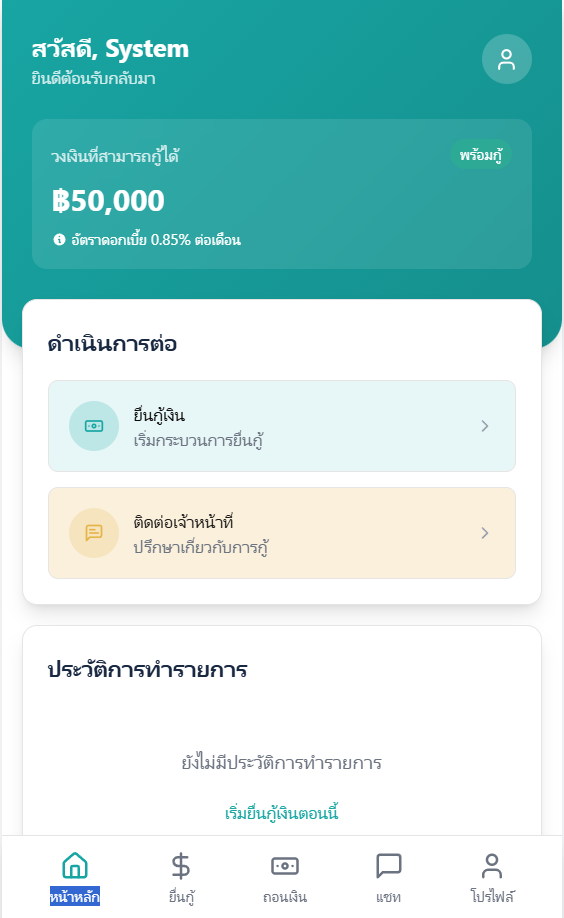 สวัสดี, System
ยินดีต้อนรับกลับมา
วงเงินที่สามารถกู้ได้
พร้อมกู้
฿50,000
อัตราดอกเบี้ย 0.85% ต่อเดือน
ดำเนินการต่อ
ยื่นกู้เงิน
เริ่มกระบวนการยื่นกู้
ติดต่อเจ้าหน้าที่
ปรึกษาเกี่ยวกับการกู้
ประวัติการทำรายการ
ยังไม่มีประวัติการทำรายการ
เริ่มยื่นกู้เงินตอนนี้
หน้าหลัก
ยื่นกู้
ถอนเงิน
แชท
โปรไฟล์